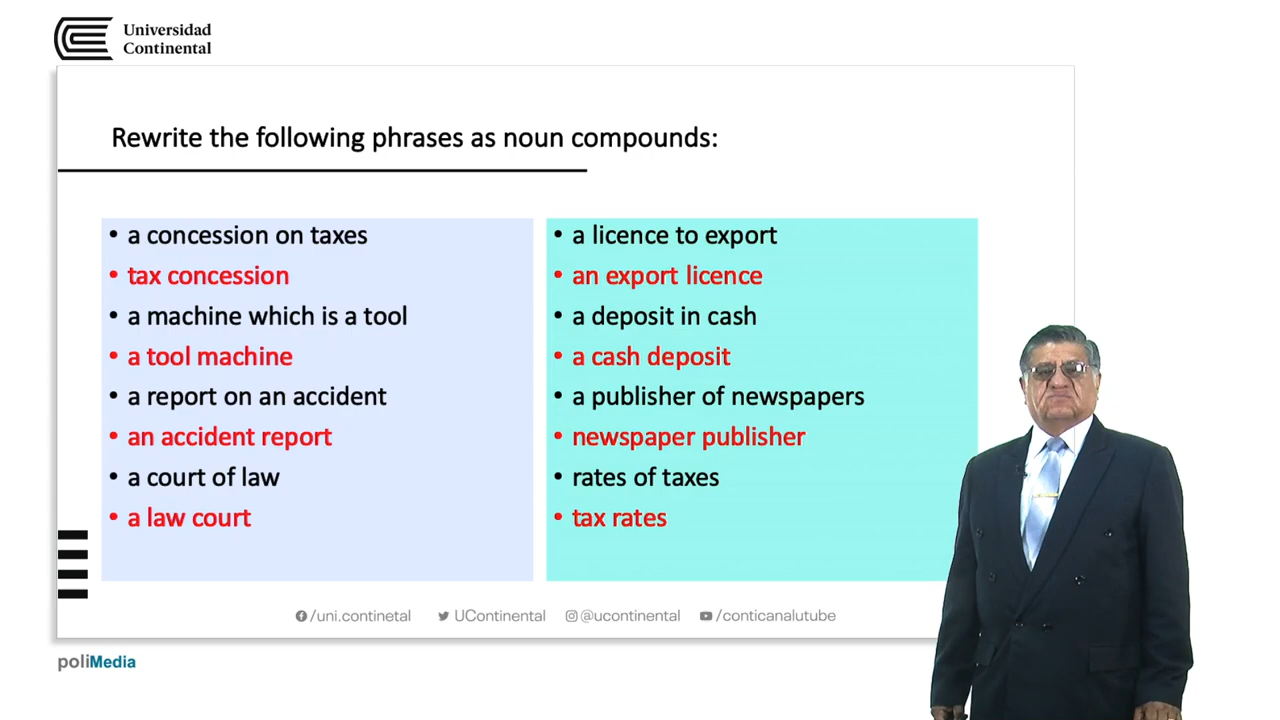 Universidad
Continental
Rewrite the following phrases as noun compounds:
• a concession on taxes
• tax concession
• a machine which is a tool
• a tool machine
• a report on an accident
• an accident report
• a court of law
• a law court
• a licence to export
• an export licence
• a deposit in cash
• a cash deposit
• a publisher of newspapers
• newspaper publisher
• rates of taxes
• tax rates
/uni.continetal UContinental @ucontinental /conticanalutube
poliMedia